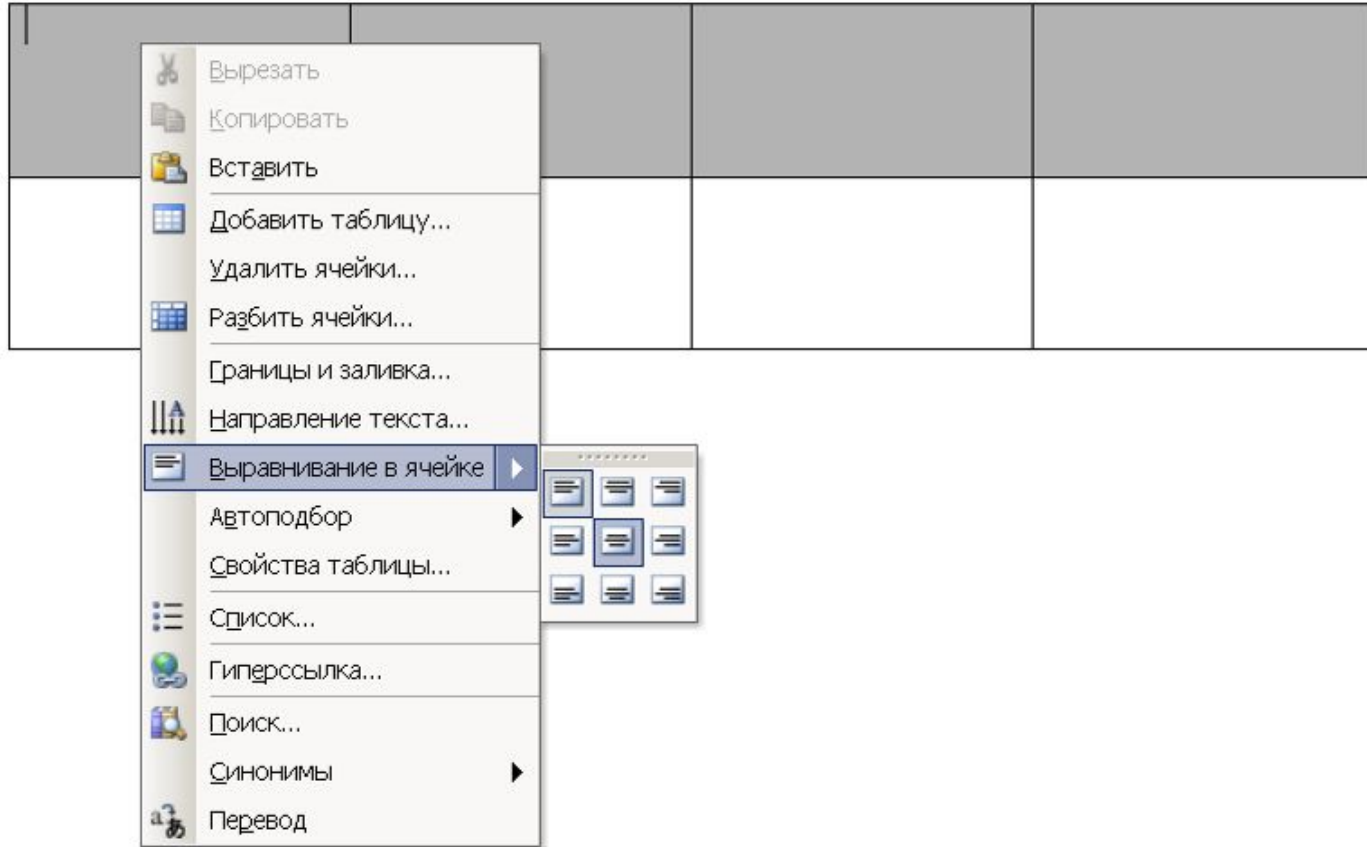 Вырезать
Копировать
Вставить
Добавить таблицу...
Удалить ячейки...
Разбить ячейки...
Границы и заливка...
Направление текста...
Выравнивание в ячейке
Автоподбор
Свойства таблицы...
Список...
Гиперссылка...
Поиск...
Синонимы
Перевод